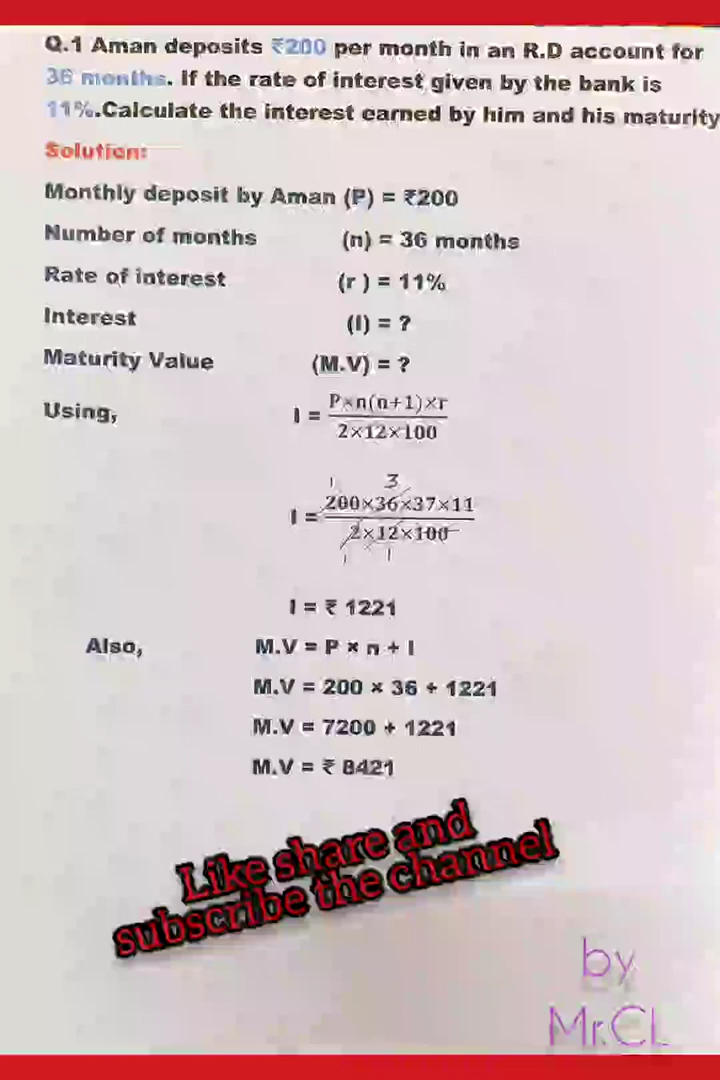 Q.1 Aman deposits ₹200 per month in an R.D account for
36 months. If the rate of interest given by the bank is
11%.Calculate the interest earned by him and his maturity
Solution:
Monthly deposit by Aman (P) = ₹200
Number of months (n) = 36 months
Rate of interest (r ) = 11%
Interest (I) = ?
Maturity Value (M.V) = ?
Using, I = P×n(n+1)×r / 2×12×100
1 3
I = 200×36×37×11 / 2×12×100
1 1
I = ₹ 1221
Also, M.V = P × n + I
M.V = 200 × 36 + 1221
M.V = 7200 + 1221
M.V = ₹ 8421
Like share and
subscribe the channel
by
Mr.CL